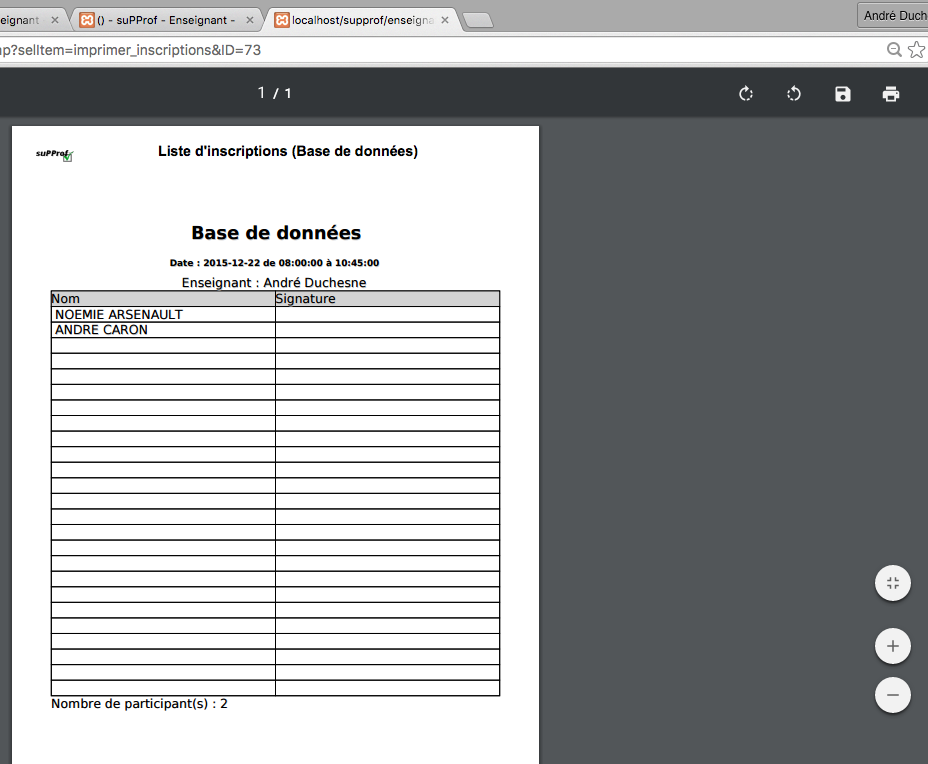 eignant
() - suPProf - Enseignant -
localhost/supprof/enseigna
André Duch
np?selItem=imprimer_inscriptions&ID=73
1 / 1
suPProf
Liste d'inscriptions (Base de données)
Base de données
Date : 2015-12-22 de 08:00:00 à 10:45:00
Enseignant : André Duchesne
Nom Signature
NOEMIE ARSENAULT
ANDRE CARON
Nombre de participant(s) : 2